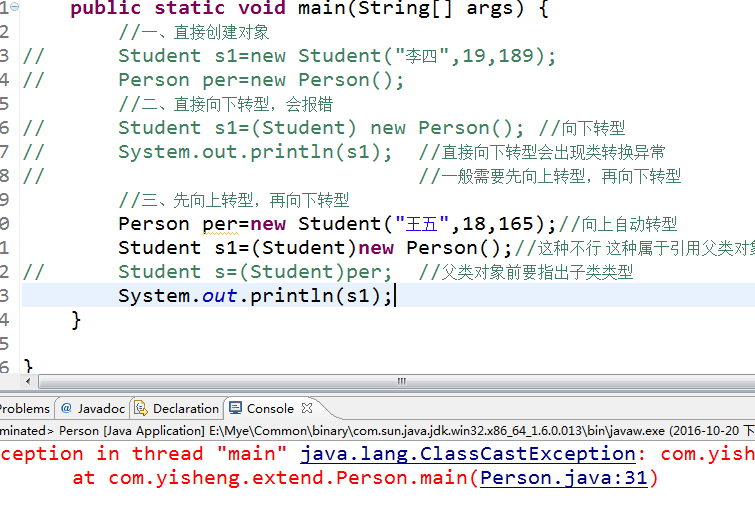 1 public static void main(String[] args) {
2 //一、直接创建对象
3 // Student s1=new Student("李四",19,189);
4 // Person per=new Person();
5 //二、直接向下转型，会报错
6 // Student s1=(Student) new Person(); //向下转型
7 // System.out.println(s1); //直接向下转型会出现类转换异常
8 // //一般需要先向上转型，再向下转型
9 //三、先向上转型，再向下转型
0 Person per=new Student("王五",18,165);//向上自动转型
1 Student s1=(Student)new Person();//这种不行 这种属于引用父类对象
2 // Student s=(Student)per; //父类对象前要指出子类类型
3 System.out.println(s1);
4 }
5
6 }
Problems @ Javadoc Declaration Console
minated> Person [Java Application] E:\Mye\Common\binary\com.sun.java.jdk.win32.x86_64_1.6.0.013\bin\javaw.exe (2016-10-20 下
ception in thread "main" java.lang.ClassCastException: com.yish
at com.yisheng.extend.Person.main(Person.java:31)